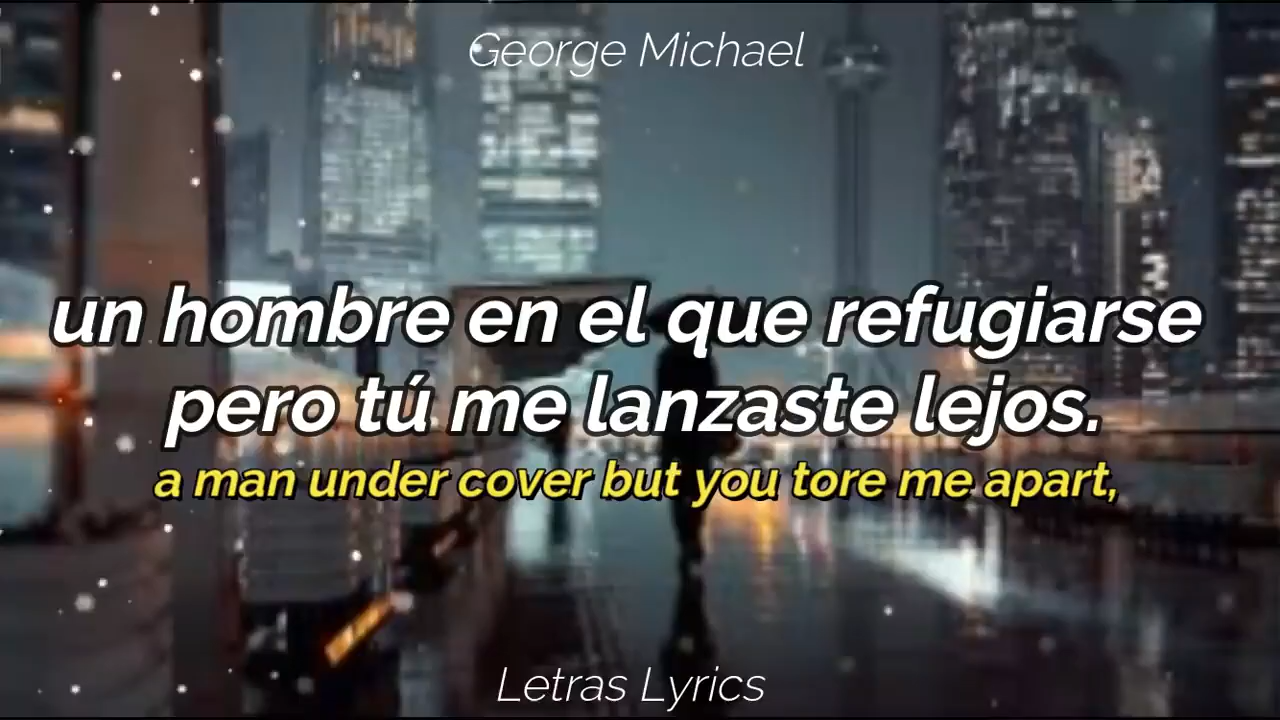 George Michael
un hombre en el que refugiarse
pero tú me lanzaste lejos.
a man under cover but you tore me apart,
Letras Lyrics